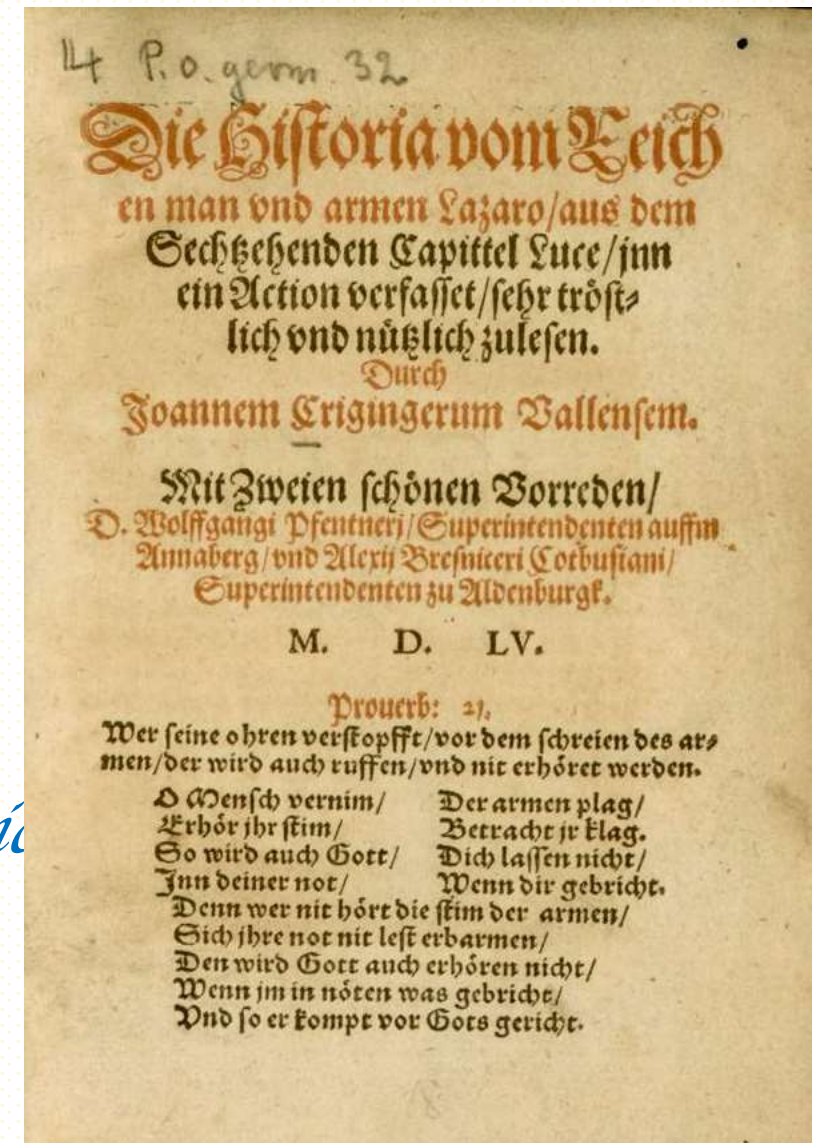 4 P.o. germ. 32
Die Historia vom Reich
en man vnd armen Lazaro/aus dem
Sechtzehenden Capittel Luce/jnn
ein Action verfasset/sehr tröst⸗
lich vnd nützlich zulesen.
Durch
Joannem Crigingerum Vallensem.
Mit Zweien schönen Vorreden/
D. Wolffgangi Pfentneri/Superintendenten auffm
Annaberg/vnd Alexij Bresniceri Cotbusiani/
Superintendenten zu Aldenburgk.
M. D. LV.
Prouerb: 21.
Wer seine ohren verstopfft/vor dem schreien des ar⸗
men/der wird auch ruffen/vnd nit erhöret werden.
O Mensch vernim/ Der armen plag/
Erhör jhr stim/ Betracht jr klag.
So wird auch Gott/ Dich lassen nicht/
Inn deiner not/ Wenn dir gebricht.
Denn wer nit hört die stim der armen/
Sich jhre not nit lest erbarmen/
Den wird Gott auch erhören nicht/
Wenn jm in nöten was gebricht/
Vnd so er kompt vor Gots gericht.